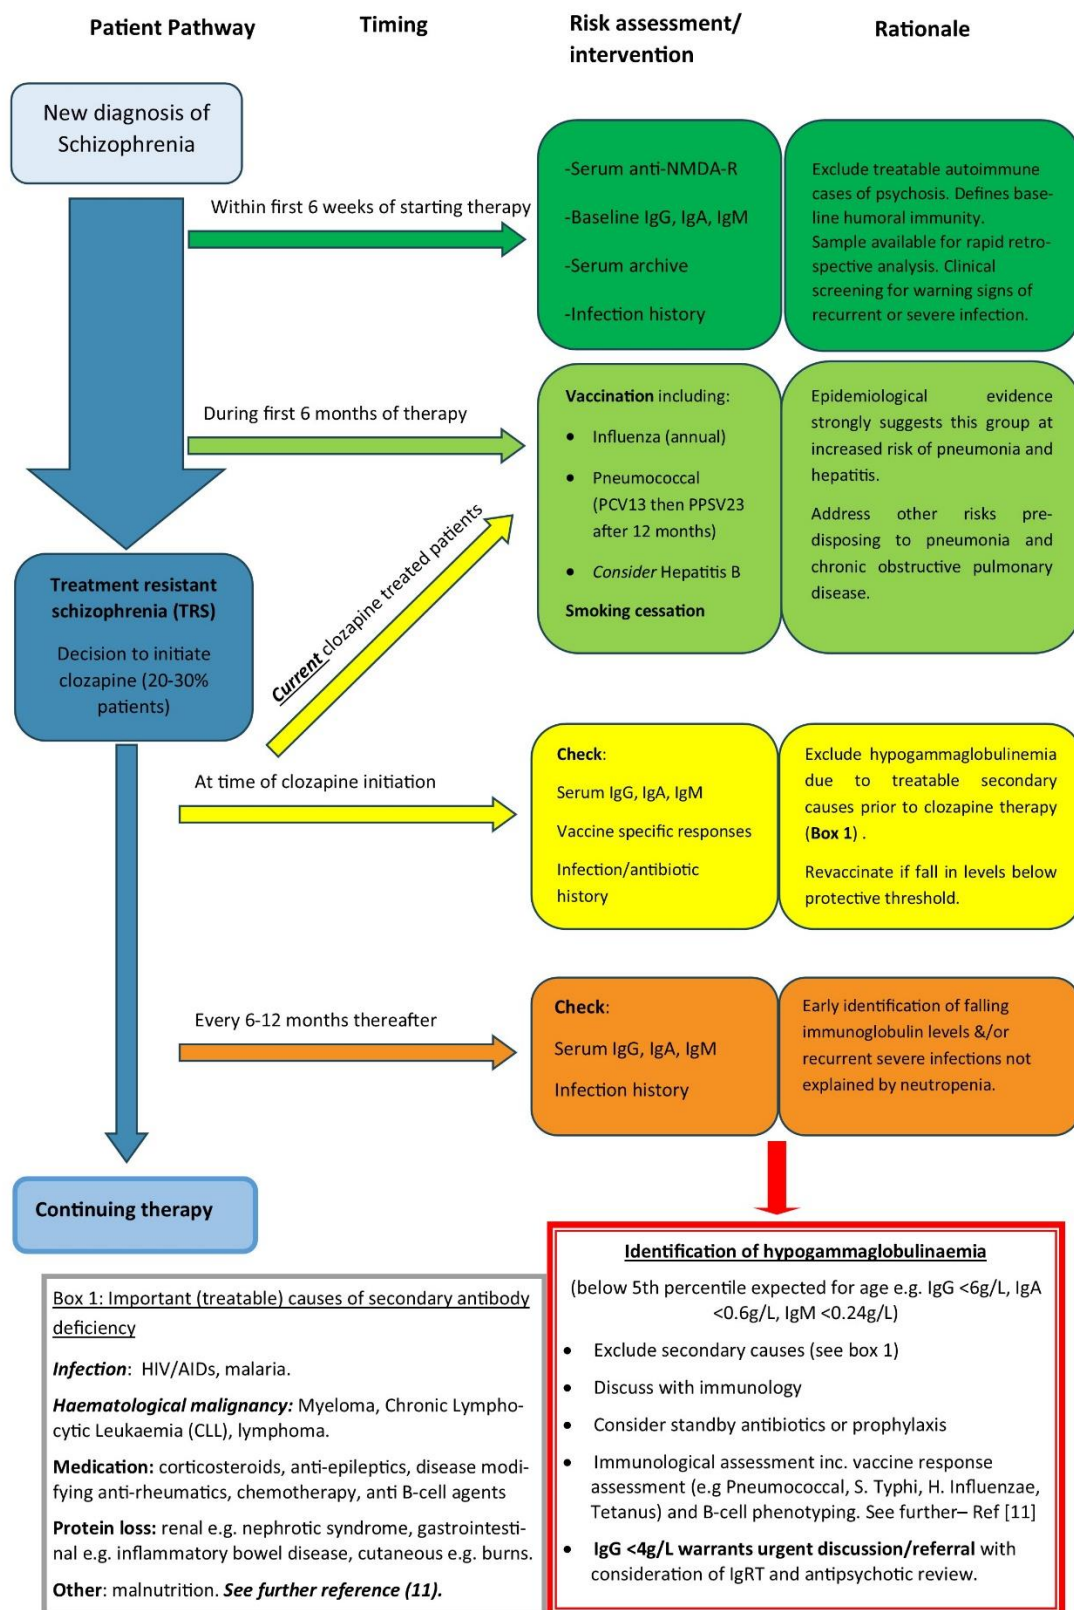 Patient Pathway
Timing
Risk assessment/
intervention
Rationale
New diagnosis of
Schizophrenia
Within first 6 weeks of starting therapy
-Serum anti-NMDA-R
-Baseline IgG, IgA, IgM
-Serum archive
-Infection history
Exclude treatable autoimmune
cases of psychosis. Defines base-
line humoral immunity.
Sample available for rapid retro-
spective analysis. Clinical
screening for warning signs of
recurrent or severe infection.
During first 6 months of therapy
Vaccination including:
• Influenza (annual)
• Pneumococcal
(PCV13 then PPSV23
after 12 months)
• Consider Hepatitis B
Smoking cessation
Epidemiological evidence
strongly suggests this group at
increased risk of pneumonia and
hepatitis.
Address other risks pre-
disposing to pneumonia and
chronic obstructive pulmonary
disease.
Current clozapine treated patients
Treatment resistant
schizophrenia (TRS)
Decision to initiate
clozapine (20-30%
patients)
At time of clozapine initiation
Check:
Serum IgG, IgA, IgM
Vaccine specific responses
Infection/antibiotic
history
Exclude hypogammaglobulinemia
due to treatable secondary
causes prior to clozapine therapy
(Box 1) .
Revaccinate if fall in levels below
protective threshold.
Every 6-12 months thereafter
Check:
Serum IgG, IgA, IgM
Infection history
Early identification of falling
immunoglobulin levels &/or
recurrent severe infections not
explained by neutropenia.
Continuing therapy
Box 1: Important (treatable) causes of secondary antibody
deficiency
Infection: HIV/AIDs, malaria.
Haematological malignancy: Myeloma, Chronic Lympho-
cytic Leukaemia (CLL), lymphoma.
Medication: corticosteroids, anti-epileptics, disease modi-
fying anti-rheumatics, chemotherapy, anti B-cell agents
Protein loss: renal e.g. nephrotic syndrome, gastrointesti-
nal e.g. inflammatory bowel disease, cutaneous e.g. burns.
Other: malnutrition. See further reference (11).
Identification of hypogammaglobulinaemia
(below 5th percentile expected for age e.g. IgG <6g/L, IgA
<0.6g/L, IgM <0.24g/L)
• Exclude secondary causes (see box 1)
• Discuss with immunology
• Consider standby antibiotics or prophylaxis
• Immunological assessment inc. vaccine response
assessment (e.g Pneumococcal, S. Typhi, H. Influenzae,
Tetanus) and B-cell phenotyping. See further– Ref [11]
• IgG <4g/L warrants urgent discussion/referral with
consideration of IgRT and antipsychotic review.